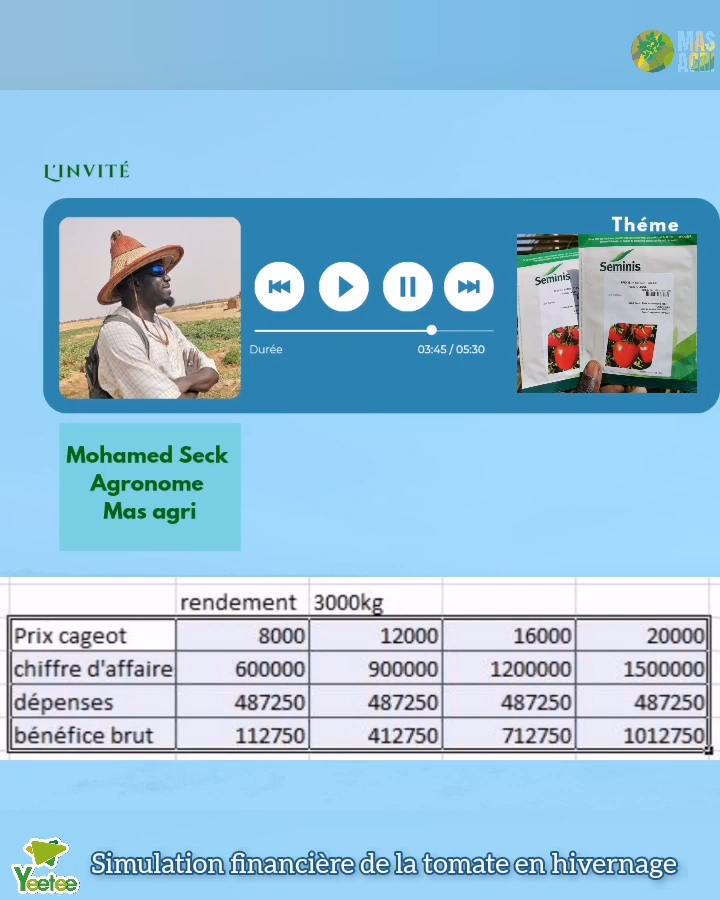 MAS
AGRI
L'INVITÉ
Théme
Seminis
Seminis
Durée
03:45 / 05:30
Mohamed Seck
Agronome
Mas agri
rendement 3000kg
Prix cageot 8000 12000 16000 20000
chiffre d'affaire 600000 900000 1200000 1500000
dépenses 487250 487250 487250 487250
bénéfice brut 112750 412750 712750 1012750
Yeetee
Simulation financière de la tomate en hivernage